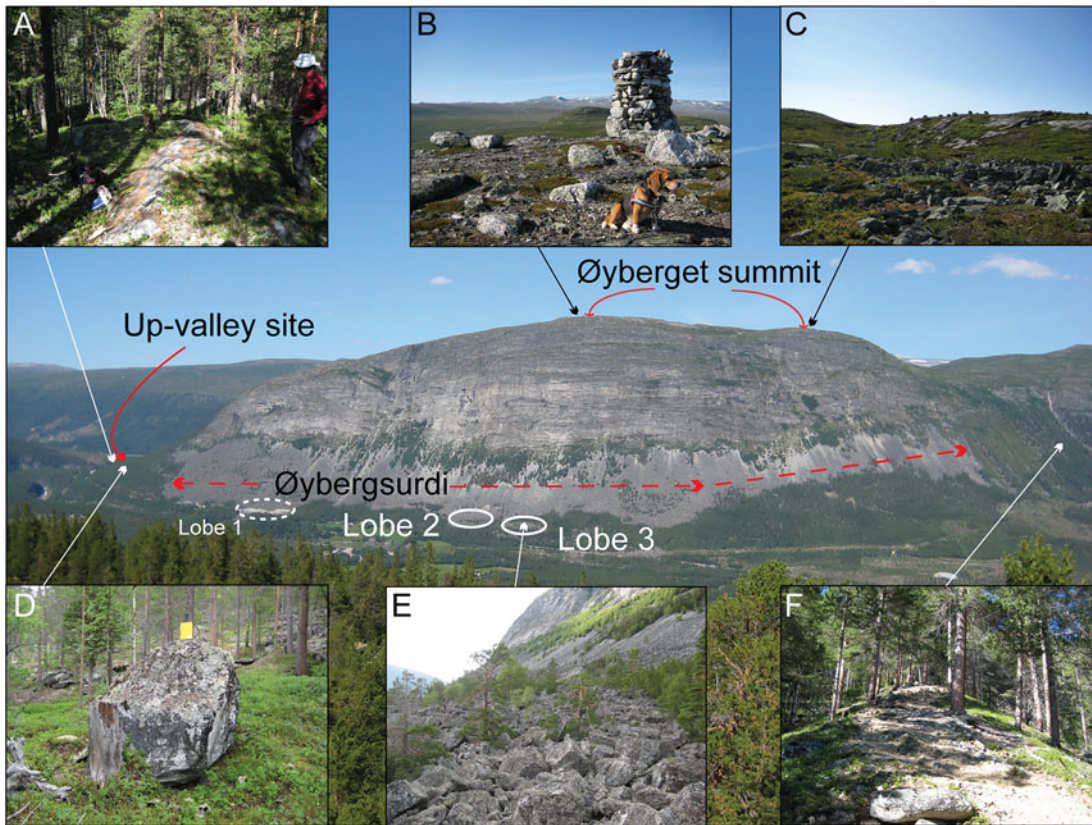 A
B
C
Øyberget summit
Up-valley site
Øybergsurdi
Lobe 1
Lobe 2
Lobe 3
D
E
F